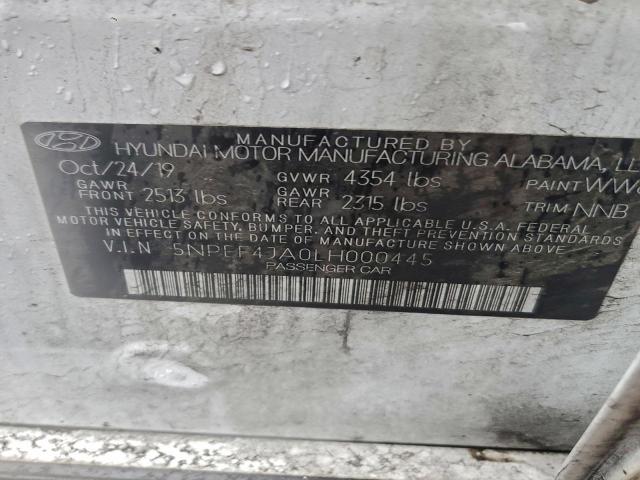 MANUFACTURED BY
HYUNDAI MOTOR MANUFACTURING ALABAMA, LL
Oct/24/19 GVWR 4354 lbs PAINT WW
GAWR FRONT 2513 lbs GAWR REAR 2315 lbs TRIM NNB
THIS VEHICLE CONFORMS TO ALL APPLICABLE U.S.A. FEDERAL
MOTOR VEHICLE SAFETY, BUMPER, AND THEFT PREVENTION STANDARDS
IN EFFECT ON THE DATE OF MANUFACTURE SHOWN ABOVE
V.I.N 5NPEF4JA0LH000445
PASSENGER CAR